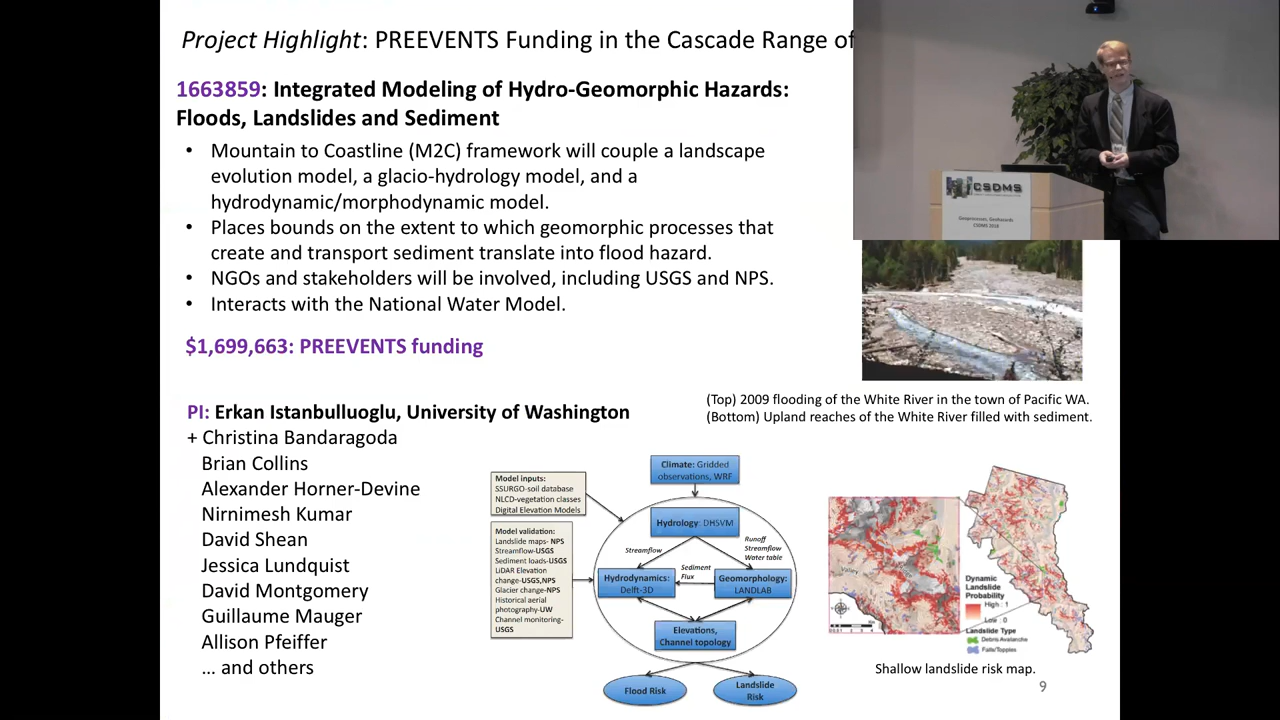 Project Highlight: PREEVENTS Funding in the Cascade Range of
1663859: Integrated Modeling of Hydro-Geomorphic Hazards:
Floods, Landslides and Sediment
• Mountain to Coastline (M2C) framework will couple a landscape
evolution model, a glacio-hydrology model, and a
hydrodynamic/morphodynamic model.
• Places bounds on the extent to which geomorphic processes that
create and transport sediment translate into flood hazard.
• NGOs and stakeholders will be involved, including USGS and NPS.
• Interacts with the National Water Model.
$1,699,663: PREEVENTS funding
CSDMS
Geoprocesses, Geohazards
CSDMS 2018
(Top) 2009 flooding of the White River in the town of Pacific WA.
(Bottom) Upland reaches of the White River filled with sediment.
PI: Erkan Istanbulluoglu, University of Washington
+ Christina Bandaragoda
Brian Collins
Alexander Horner-Devine
Nirnimesh Kumar
David Shean
Jessica Lundquist
David Montgomery
Guillaume Mauger
Allison Pfeiffer
... and others
Model inputs:
SSURGO-soil database
NLCD-vegetation classes
Digital Elevation Models
Model validation:
Landslide maps- NPS
Streamflow-USGS
Sediment loads-USGS
LiDAR Elevation
change-USGS,NPS
Glacier change-NPS
Historical aerial
photography-UW
Channel monitoring-
USGS
Climate: Gridded
observations, WRF
Hydrology: DHSVM
Streamflow
Runoff
Streamflow
Water table
Hydrodynamics:
Delft-3D
Sediment
Flux
Geomorphology:
LANDLAB
Elevations,
Channel topology
Flood Risk
Landslide
Risk
Valley
Dynamic
Landslide
Probability
High : 1
Low : 0
Landslide Type
Debris Avalanche
Falls/Topples
Shallow landslide risk map.
9